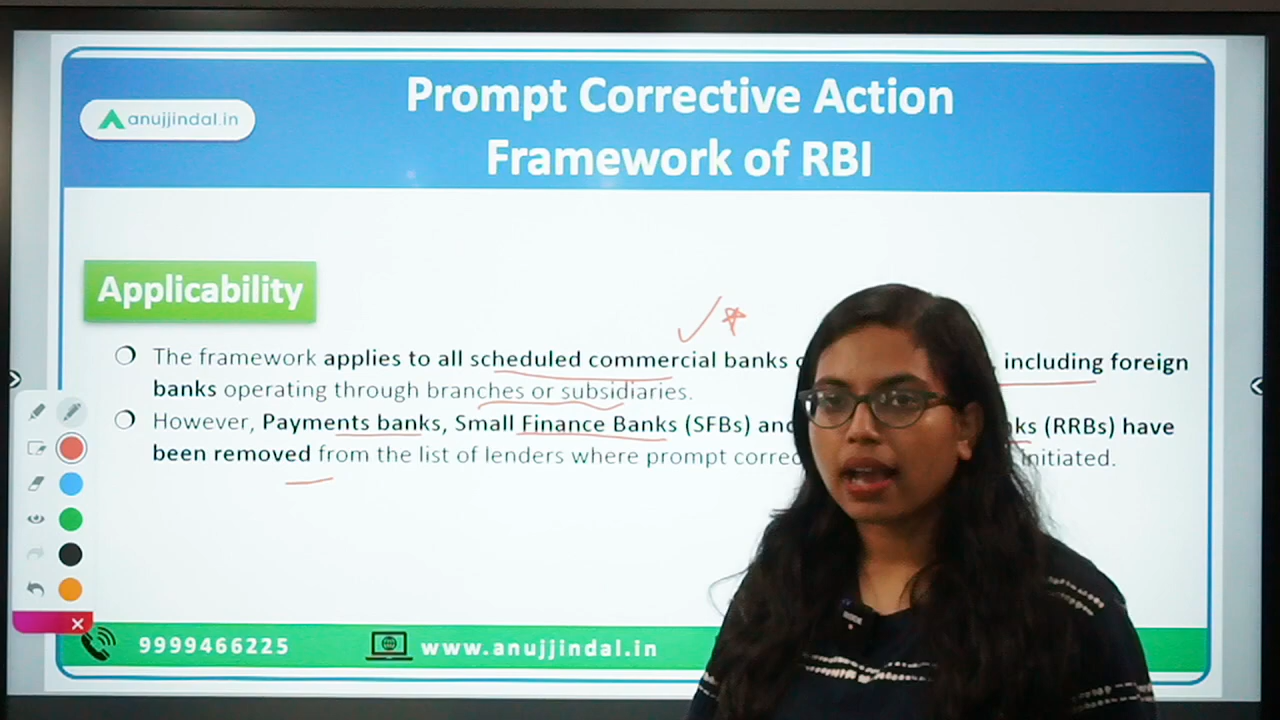 Prompt Corrective Action
anujjindal.in
Framework of RBI
Applicability
The framework applies to all scheduled commercial banks including foreign
banks operating through branches or subsidiaries.
However, Payments banks, Small Finance Banks (SFBs) and (RRBs) have
been removed from the list of lenders where prompt initiated.
9999466225
www.anujjindal.in